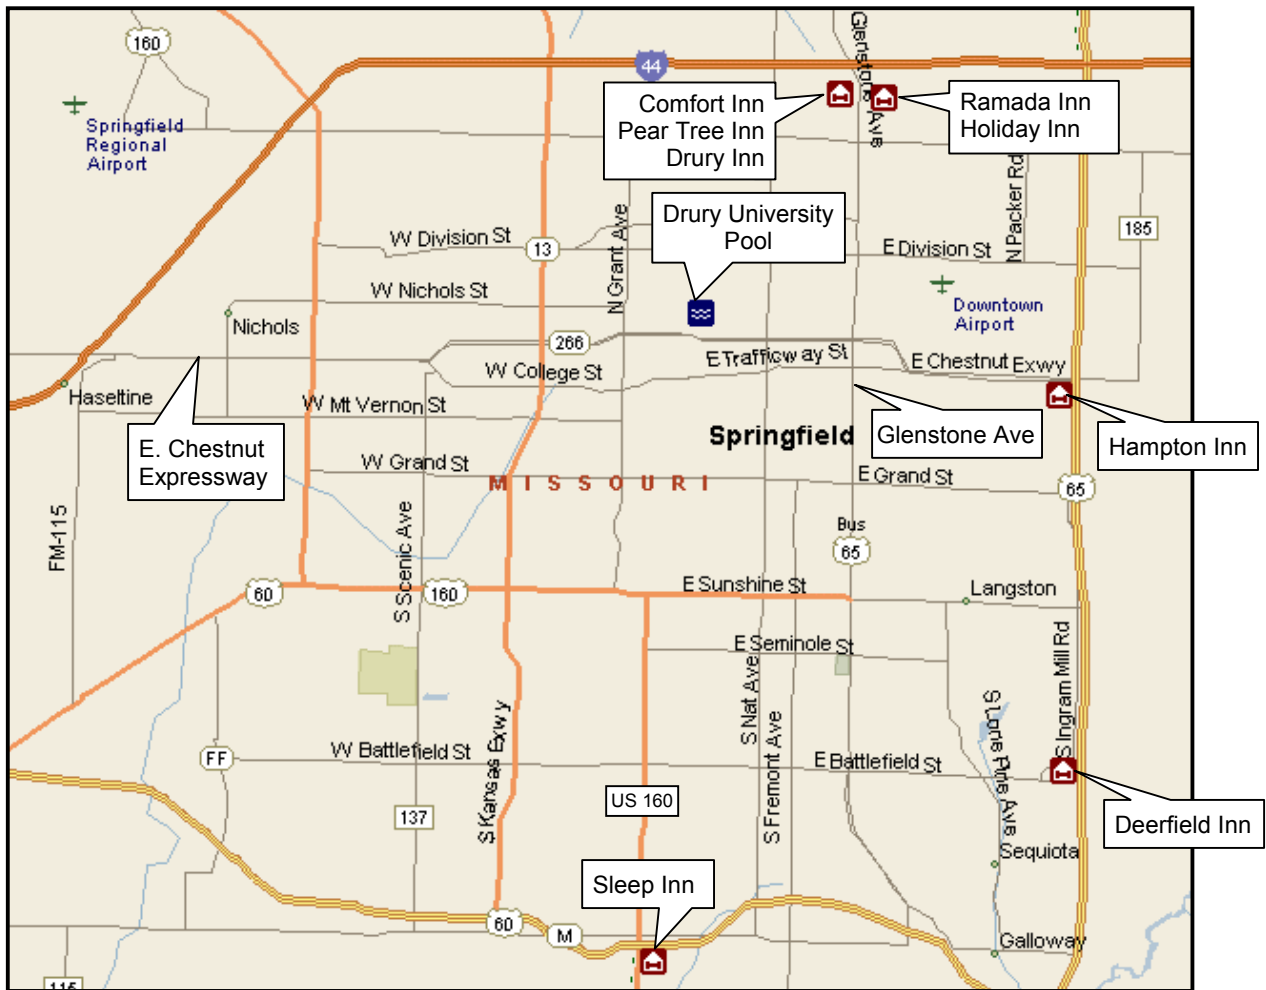 160
44
Glenstone Ave
Comfort Inn
Pear Tree Inn
Drury Inn
Ramada Inn
Holiday Inn
Springfield
Regional
Airport
N Packer Rd
Drury University
Pool
N Grant Ave
185
W Division St
13
E Division St
W Nichols St
Nichols
Downtown
Airport
266
E Trafficway St
E Chestnut Exwy
W College St
Haseltine
W Mt Vernon St
E. Chestnut
Expressway
Springfield
Glenstone Ave
Hampton Inn
W Grand St
MISSOURI
E Grand St
65
FM-115
S Scenic Ave
Bus
65
60
160
E Sunshine St
Langston
E Seminole St
S Ingram Mill Rd
S Nat Ave
S Fremont Ave
S Lone Pine Ave
S Kansas Exwy
FF
W Battlefield St
E Battlefield St
US 160
137
Deerfield Inn
Sequiota
Sleep Inn
60
M
Galloway
115